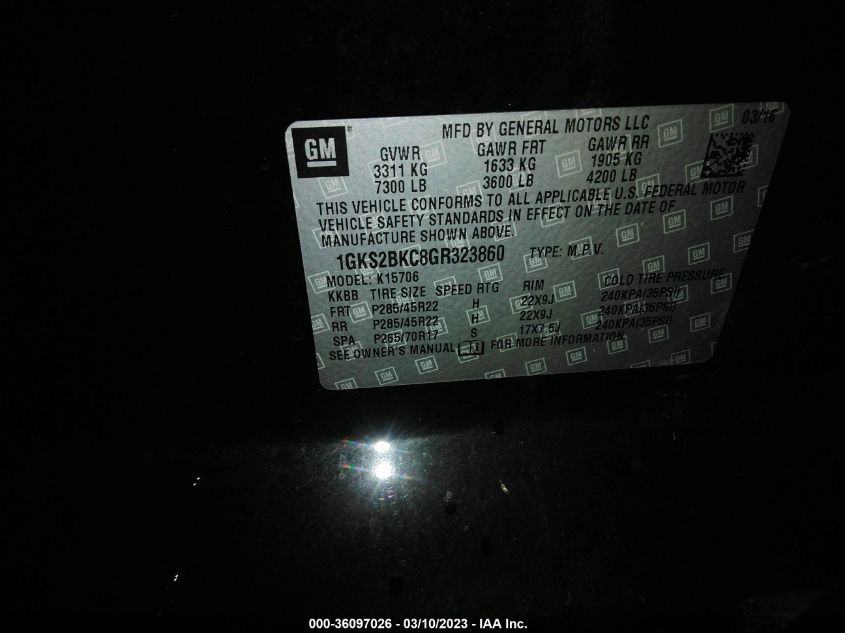 MFD BY GENERAL MOTORS LLC 03/16
GM ®
GVWR GAWR FRT GAWR RR
3311 KG 1633 KG 1905 KG
7300 LB 3600 LB 4200 LB
THIS VEHICLE CONFORMS TO ALL APPLICABLE U.S. FEDERAL MOTOR
VEHICLE SAFETY STANDARDS IN EFFECT ON THE DATE OF
MANUFACTURE SHOWN ABOVE.
1GKS2BKC8GR323860 TYPE: M.P.V.
MODEL: K15706
KKBB TIRE SIZE SPEED RTG RIM COLD TIRE PRESSURE
FRT P285/45R22 H 22X9J 240KPA(35PSI)
RR P285/45R22 H 22X9J 240KPA(35PSI)
SPA P265/70R17 S 17X7.5J 240KPA(35PSI)
SEE OWNER'S MANUAL FOR MORE INFORMATION.
000-36097026 - 03/10/2023 - IAA Inc.